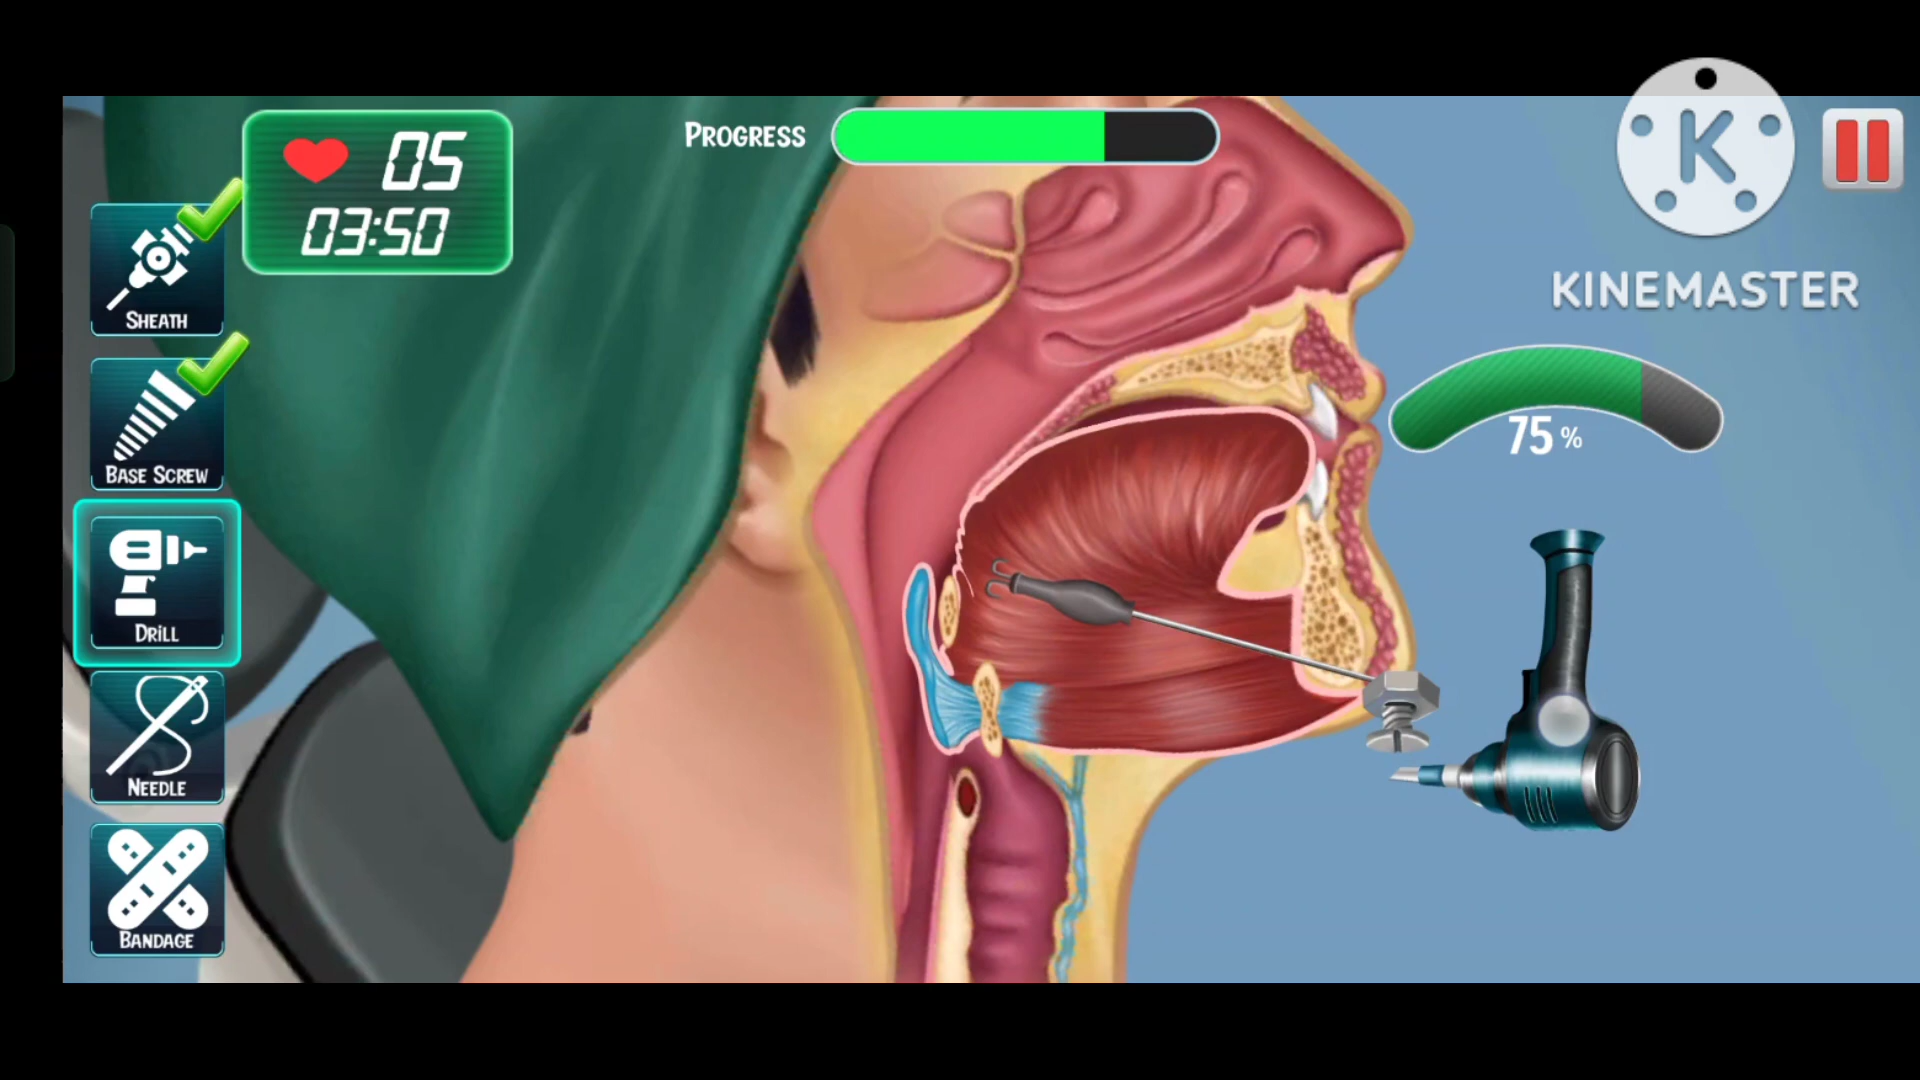 05
03:50
PROGRESS
K
KINEMASTER
SHEATH
75 %
BASE SCREW
DRILL
NEEDLE
BANDAGE